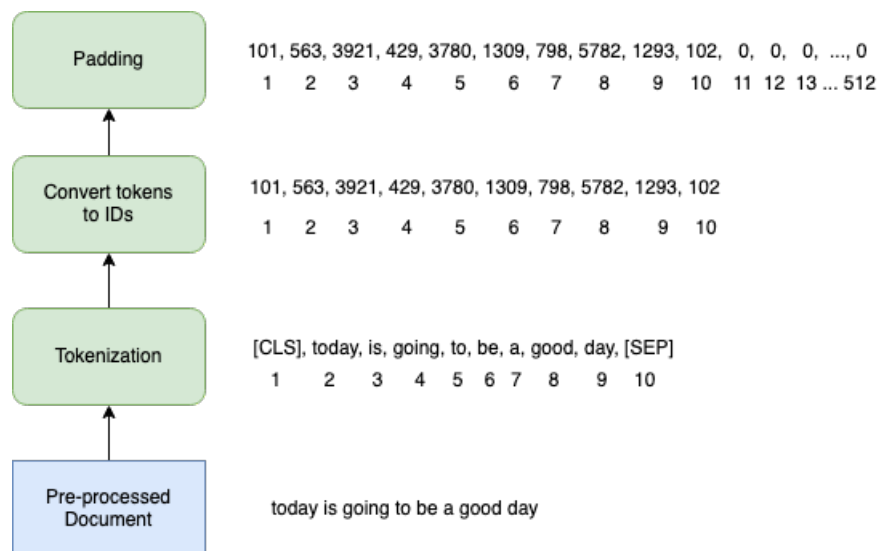 Padding
101, 563, 3921, 429, 3780, 1309, 798, 5782, 1293, 102, 0, 0, 0, ..., 0
1 2 3 4 5 6 7 8 9 10 11 12 13 ... 512
Convert tokens
to IDs
101, 563, 3921, 429, 3780, 1309, 798, 5782, 1293, 102
1 2 3 4 5 6 7 8 9 10
Tokenization
[CLS], today, is, going, to, be, a, good, day, [SEP]
1 2 3 4 5 6 7 8 9 10
Pre-processed
Document
today is going to be a good day